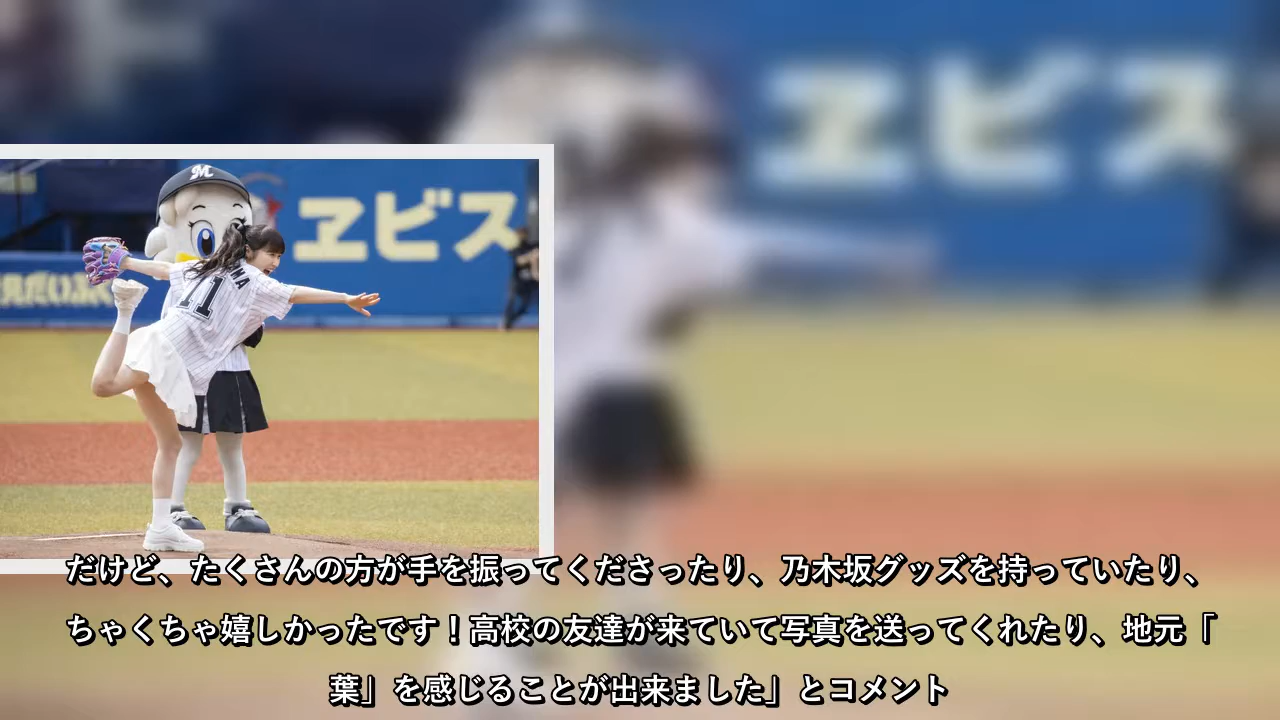 ヱビス
ヱビス
M
11
だけど、たくさんの方が手を振ってくださったり、乃木坂グッズを持っていたり、
ちゃくちゃ嬉しかったです！高校の友達が来ていて写真を送ってくれたり、地元「
葉」を感じることが出来ました」とコメント